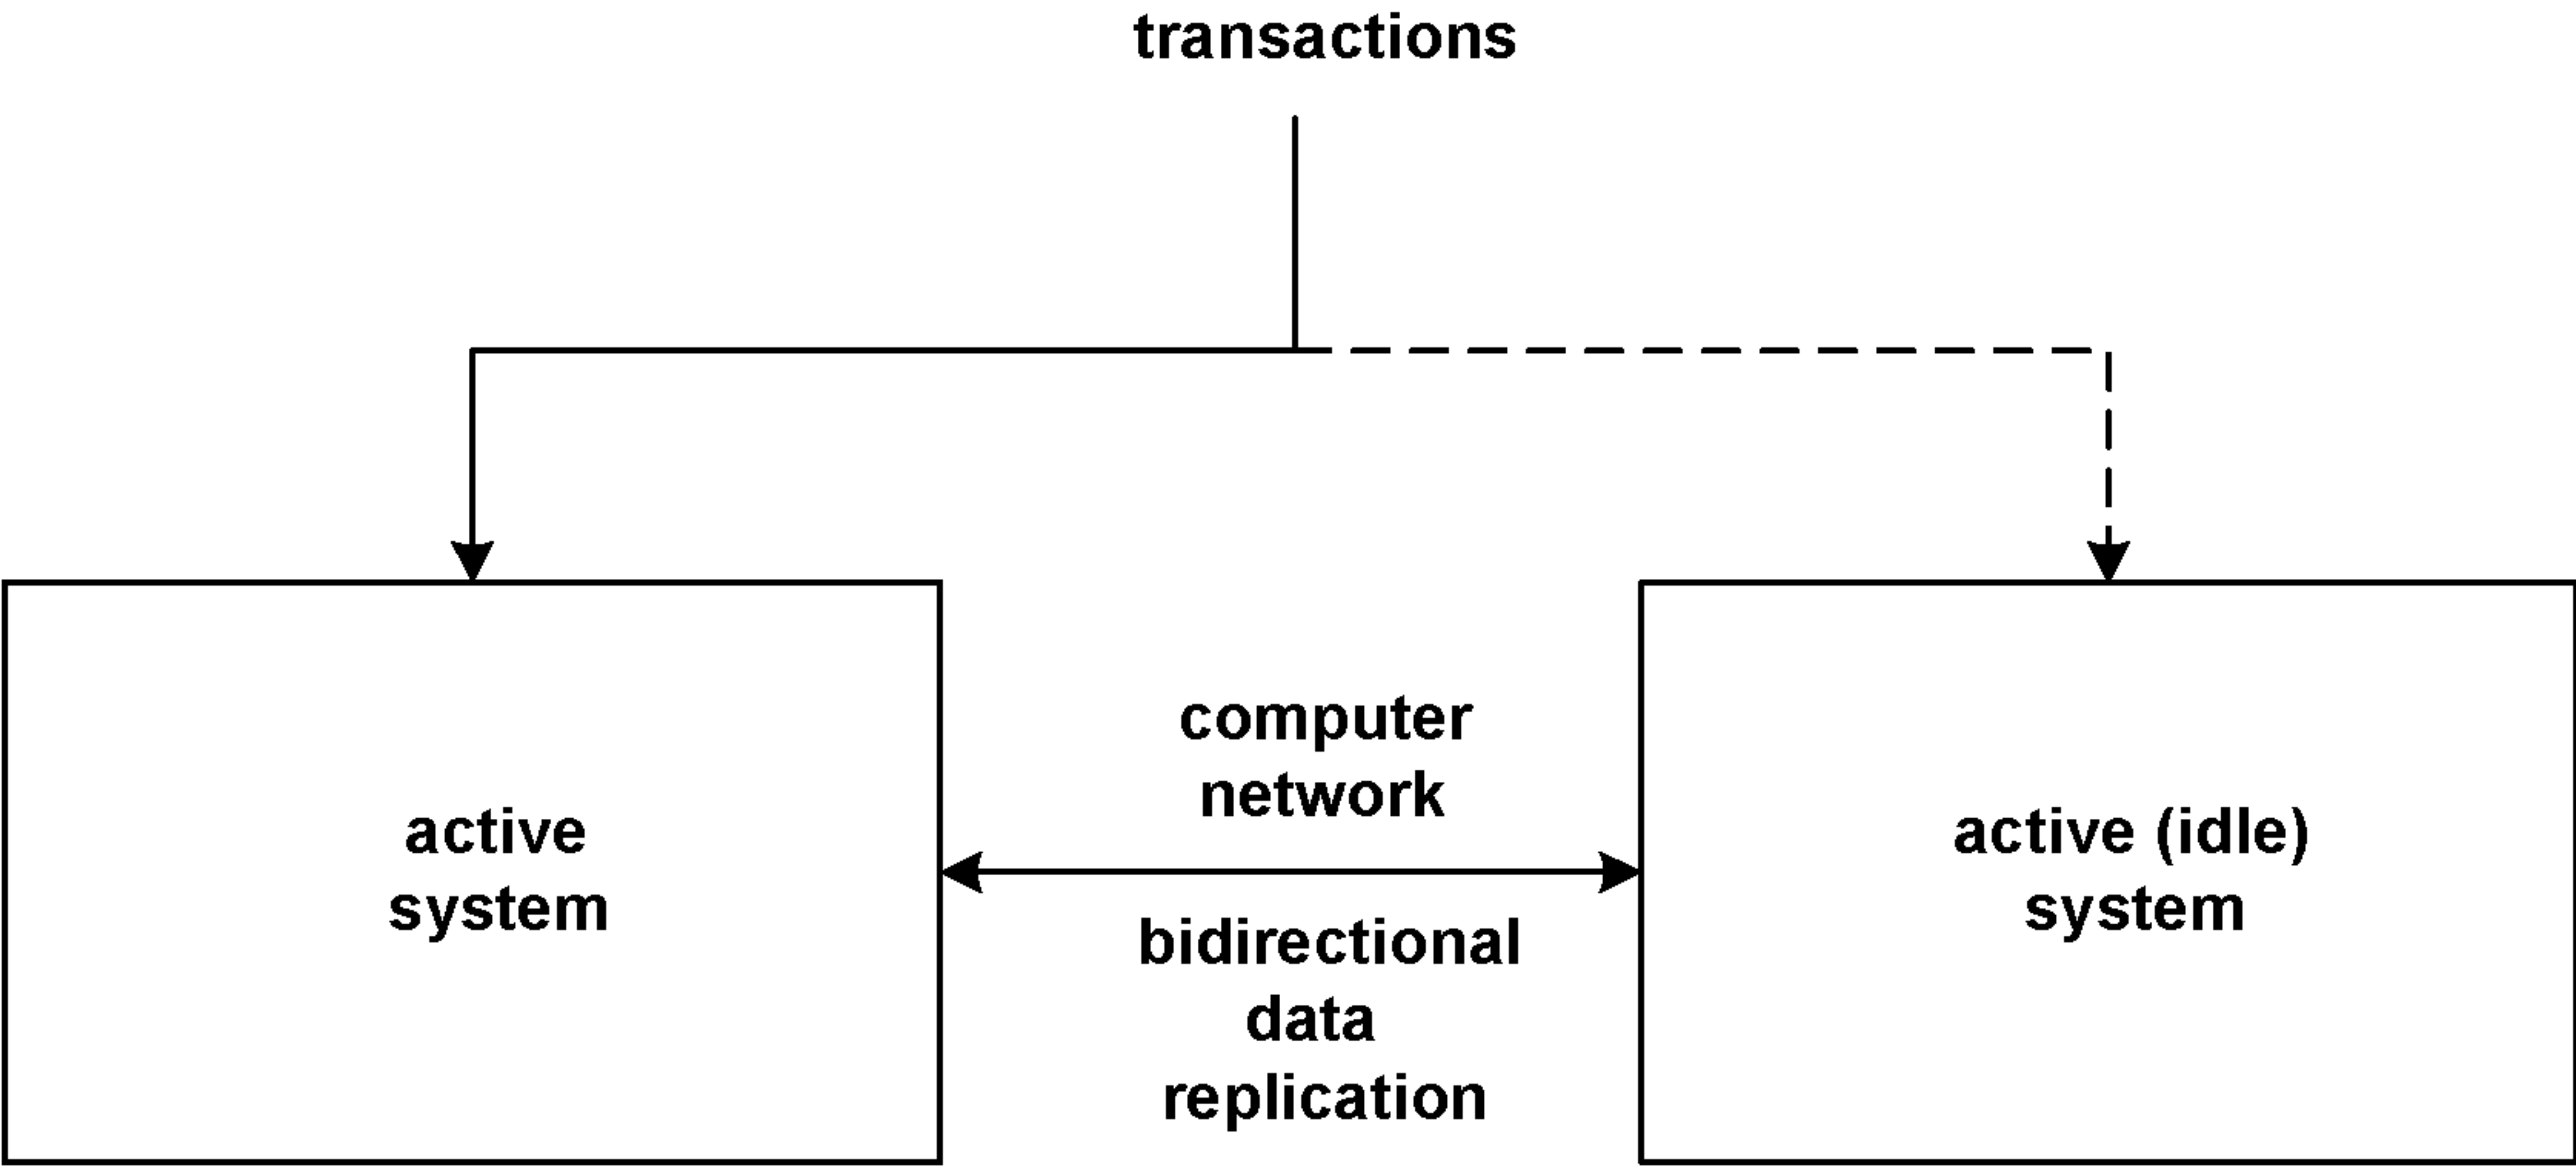 transactions
computer
network
active
system
active (idle)
system
bidirectional
data
replication